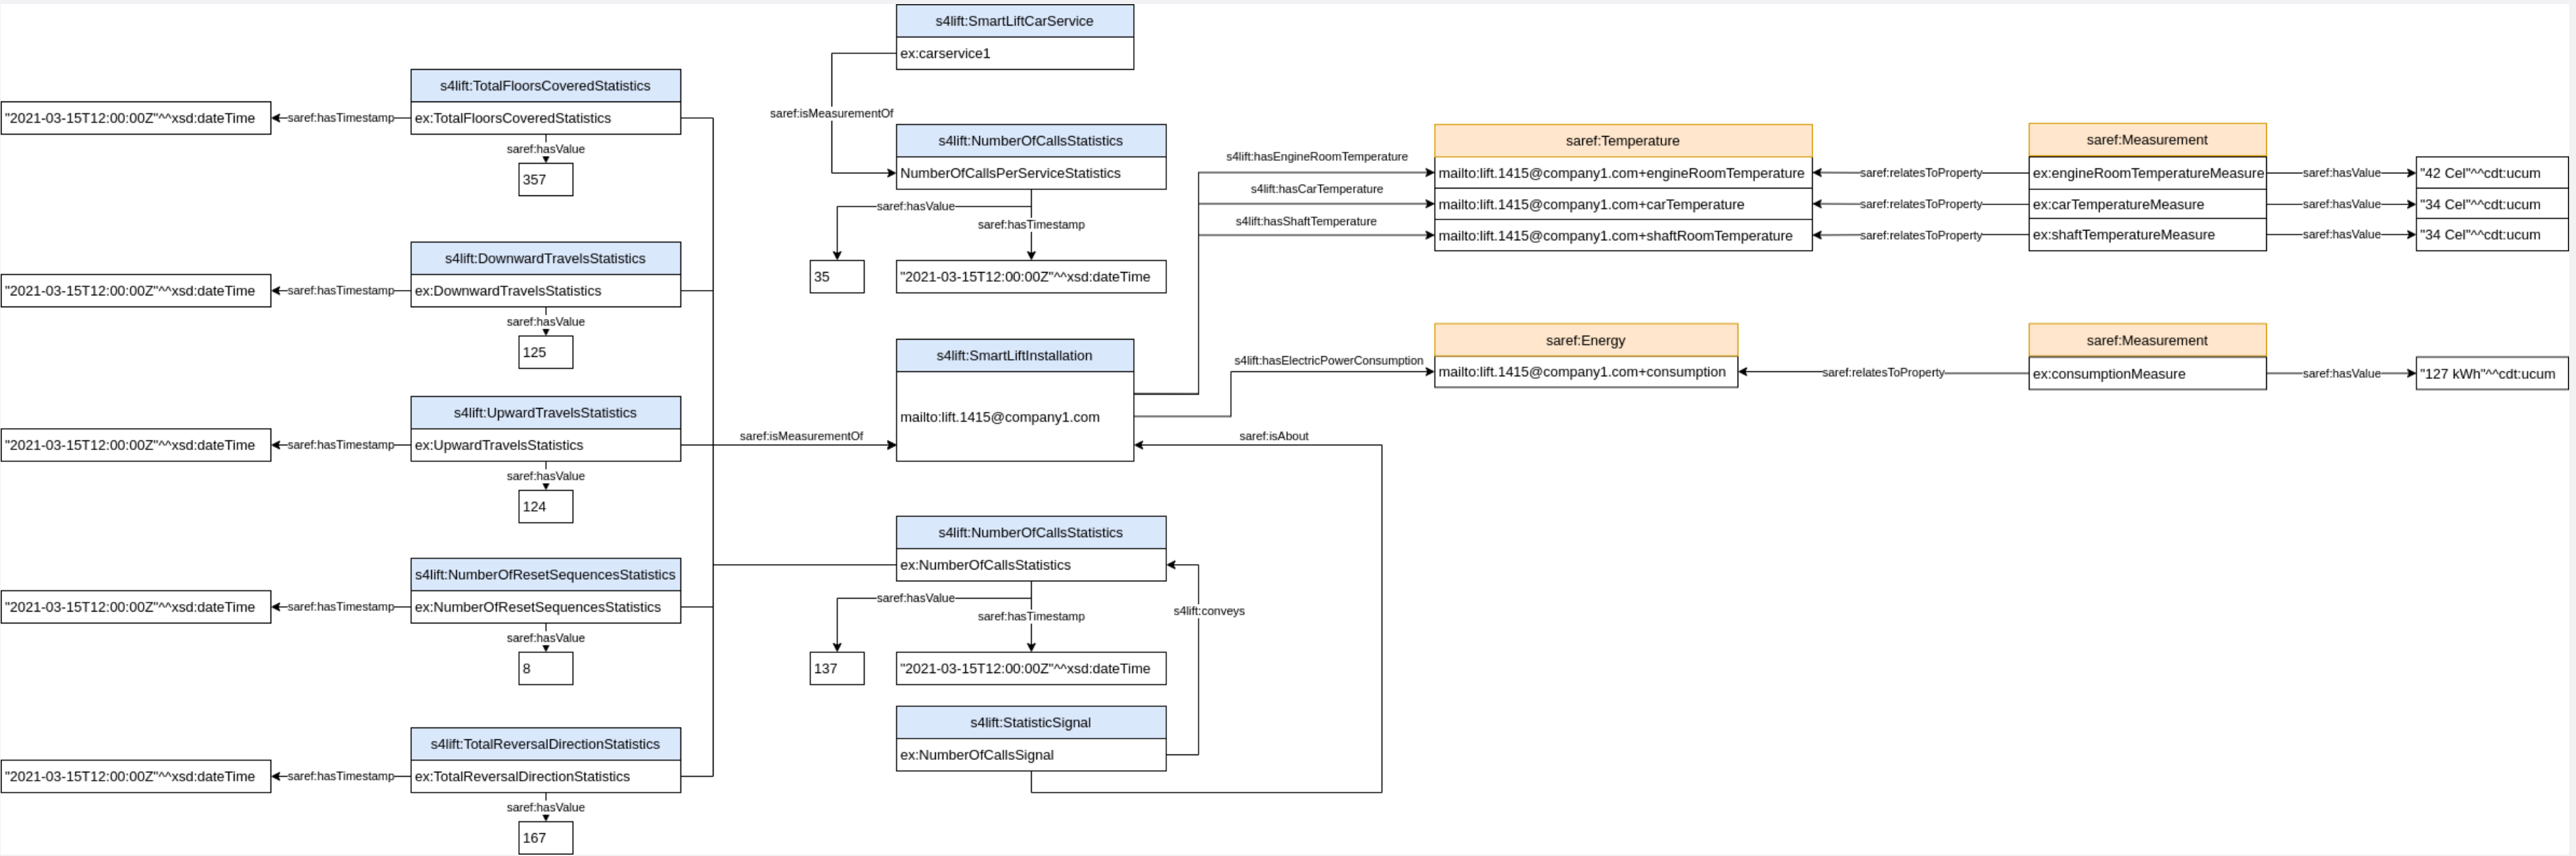 s4lift:SmartLiftCarService
ex:carservice1
saref:isMeasurementOf
s4lift:NumberOfCallsStatistics
NumberOfCallsPerServiceStatistics
saref:hasValue
saref:hasTimestamp
35
"2021-03-15T12:00:00Z"^^xsd:dateTime
s4lift:TotalFloorsCoveredStatistics
"2021-03-15T12:00:00Z"^^xsd:dateTime
saref:hasTimestamp
ex:TotalFloorsCoveredStatistics
saref:hasValue
357
s4lift:DownwardTravelsStatistics
"2021-03-15T12:00:00Z"^^xsd:dateTime
saref:hasTimestamp
ex:DownwardTravelsStatistics
saref:hasValue
125
s4lift:UpwardTravelsStatistics
"2021-03-15T12:00:00Z"^^xsd:dateTime
saref:hasTimestamp
ex:UpwardTravelsStatistics
saref:hasValue
124
s4lift:NumberOfResetSequencesStatistics
"2021-03-15T12:00:00Z"^^xsd:dateTime
saref:hasTimestamp
ex:NumberOfResetSequencesStatistics
saref:hasValue
8
s4lift:TotalReversalDirectionStatistics
"2021-03-15T12:00:00Z"^^xsd:dateTime
saref:hasTimestamp
ex:TotalReversalDirectionStatistics
saref:hasValue
167
saref:isMeasurementOf
s4lift:SmartLiftInstallation
mailto:lift.1415@company1.com
saref:isAbout
s4lift:NumberOfCallsStatistics
ex:NumberOfCallsStatistics
saref:hasValue
saref:hasTimestamp
s4lift:conveys
137
"2021-03-15T12:00:00Z"^^xsd:dateTime
s4lift:StatisticSignal
ex:NumberOfCallsSignal
s4lift:hasEngineRoomTemperature
s4lift:hasCarTemperature
s4lift:hasShaftTemperature
saref:Temperature
mailto:lift.1415@company1.com+engineRoomTemperature
mailto:lift.1415@company1.com+carTemperature
mailto:lift.1415@company1.com+shaftRoomTemperature
saref:relatesToProperty
saref:relatesToProperty
saref:relatesToProperty
saref:Measurement
ex:engineRoomTemperatureMeasure
ex:carTemperatureMeasure
ex:shaftTemperatureMeasure
saref:hasValue
saref:hasValue
saref:hasValue
"42 Cel"^^cdt:ucum
"34 Cel"^^cdt:ucum
"34 Cel"^^cdt:ucum
s4lift:hasElectricPowerConsumption
saref:Energy
mailto:lift.1415@company1.com+consumption
saref:relatesToProperty
saref:Measurement
ex:consumptionMeasure
saref:hasValue
"127 kWh"^^cdt:ucum